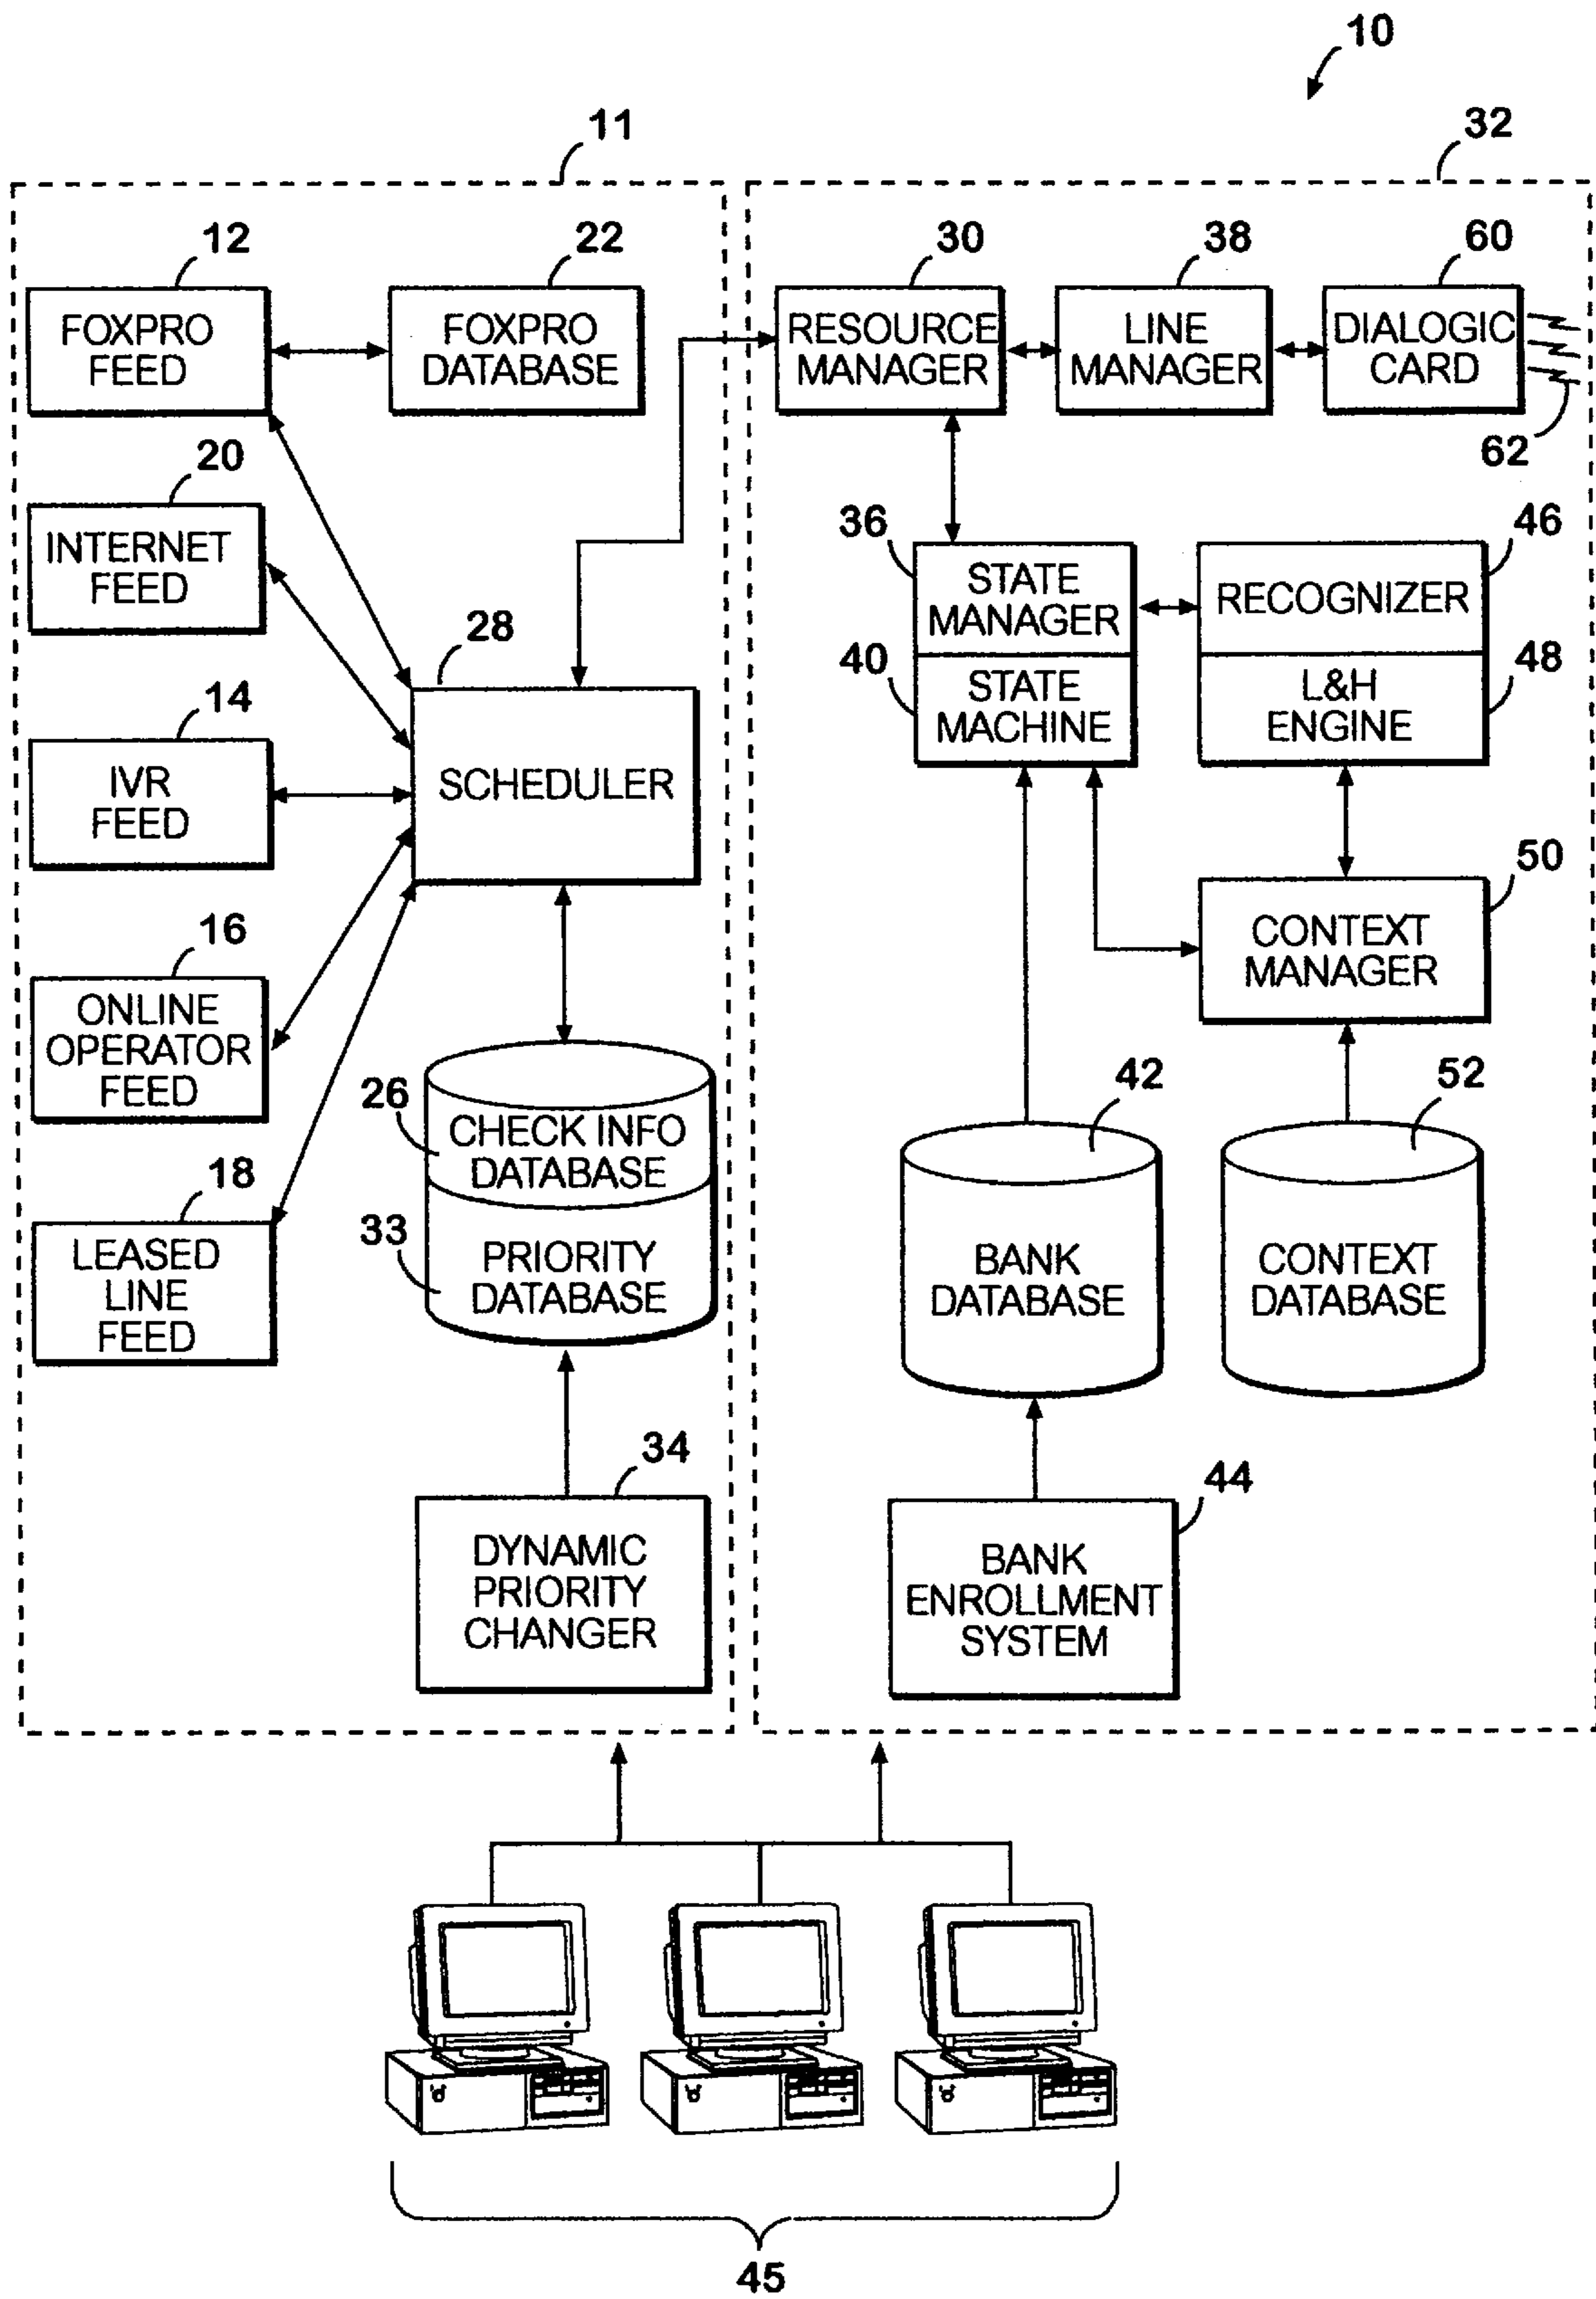 10
11
32
12
22
30
38
60
FOXPRO
FEED
FOXPRO
DATABASE
RESOURCE
MANAGER
LINE
MANAGER
DIALOGIC
CARD
62
20
INTERNET
FEED
36
STATE
MANAGER
46
RECOGNIZER
28
SCHEDULER
40
STATE
MACHINE
48
L&H
ENGINE
14
IVR
FEED
50
CONTEXT
MANAGER
16
ONLINE
OPERATOR
FEED
26
CHECK INFO
DATABASE
42
52
18
LEASED
LINE
FEED
33
PRIORITY
DATABASE
BANK
DATABASE
CONTEXT
DATABASE
34
DYNAMIC
PRIORITY
CHANGER
44
BANK
ENROLLMENT
SYSTEM
45